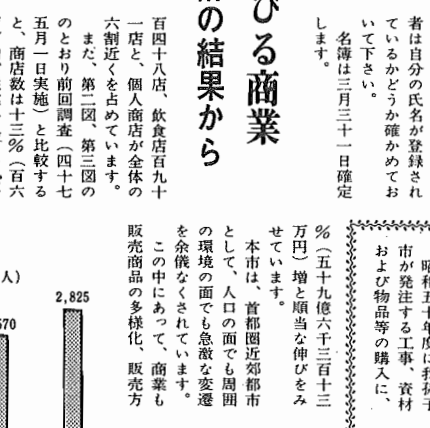 者は自分の氏名が登録され
ているかどうか確かめてお
いて下さい。
名簿は三月三十一日確定
します。
びる商業
の結果から
百四十八店、飲食店百九十
一店と、個人商店が全体の
六割近くを占めています。
また、第二図、第三図の
のとおり前回調査(四十七
五月一日実施)と比較する
と、商店数は十三%(百六
昭和五十年度に我孫子
市が発注する工事、資材
および物品等の購入に、
%(五十九億六千三百十三
万円)増と順当な伸びをみ
せています。
本市は、首都圏近郊都市
として、人口の面でも周囲
の環境の面でも急激な変遷
を余儀なくされています。
この中にあって、商業も
販売商品の多様化、販売方
人)
2,825
570